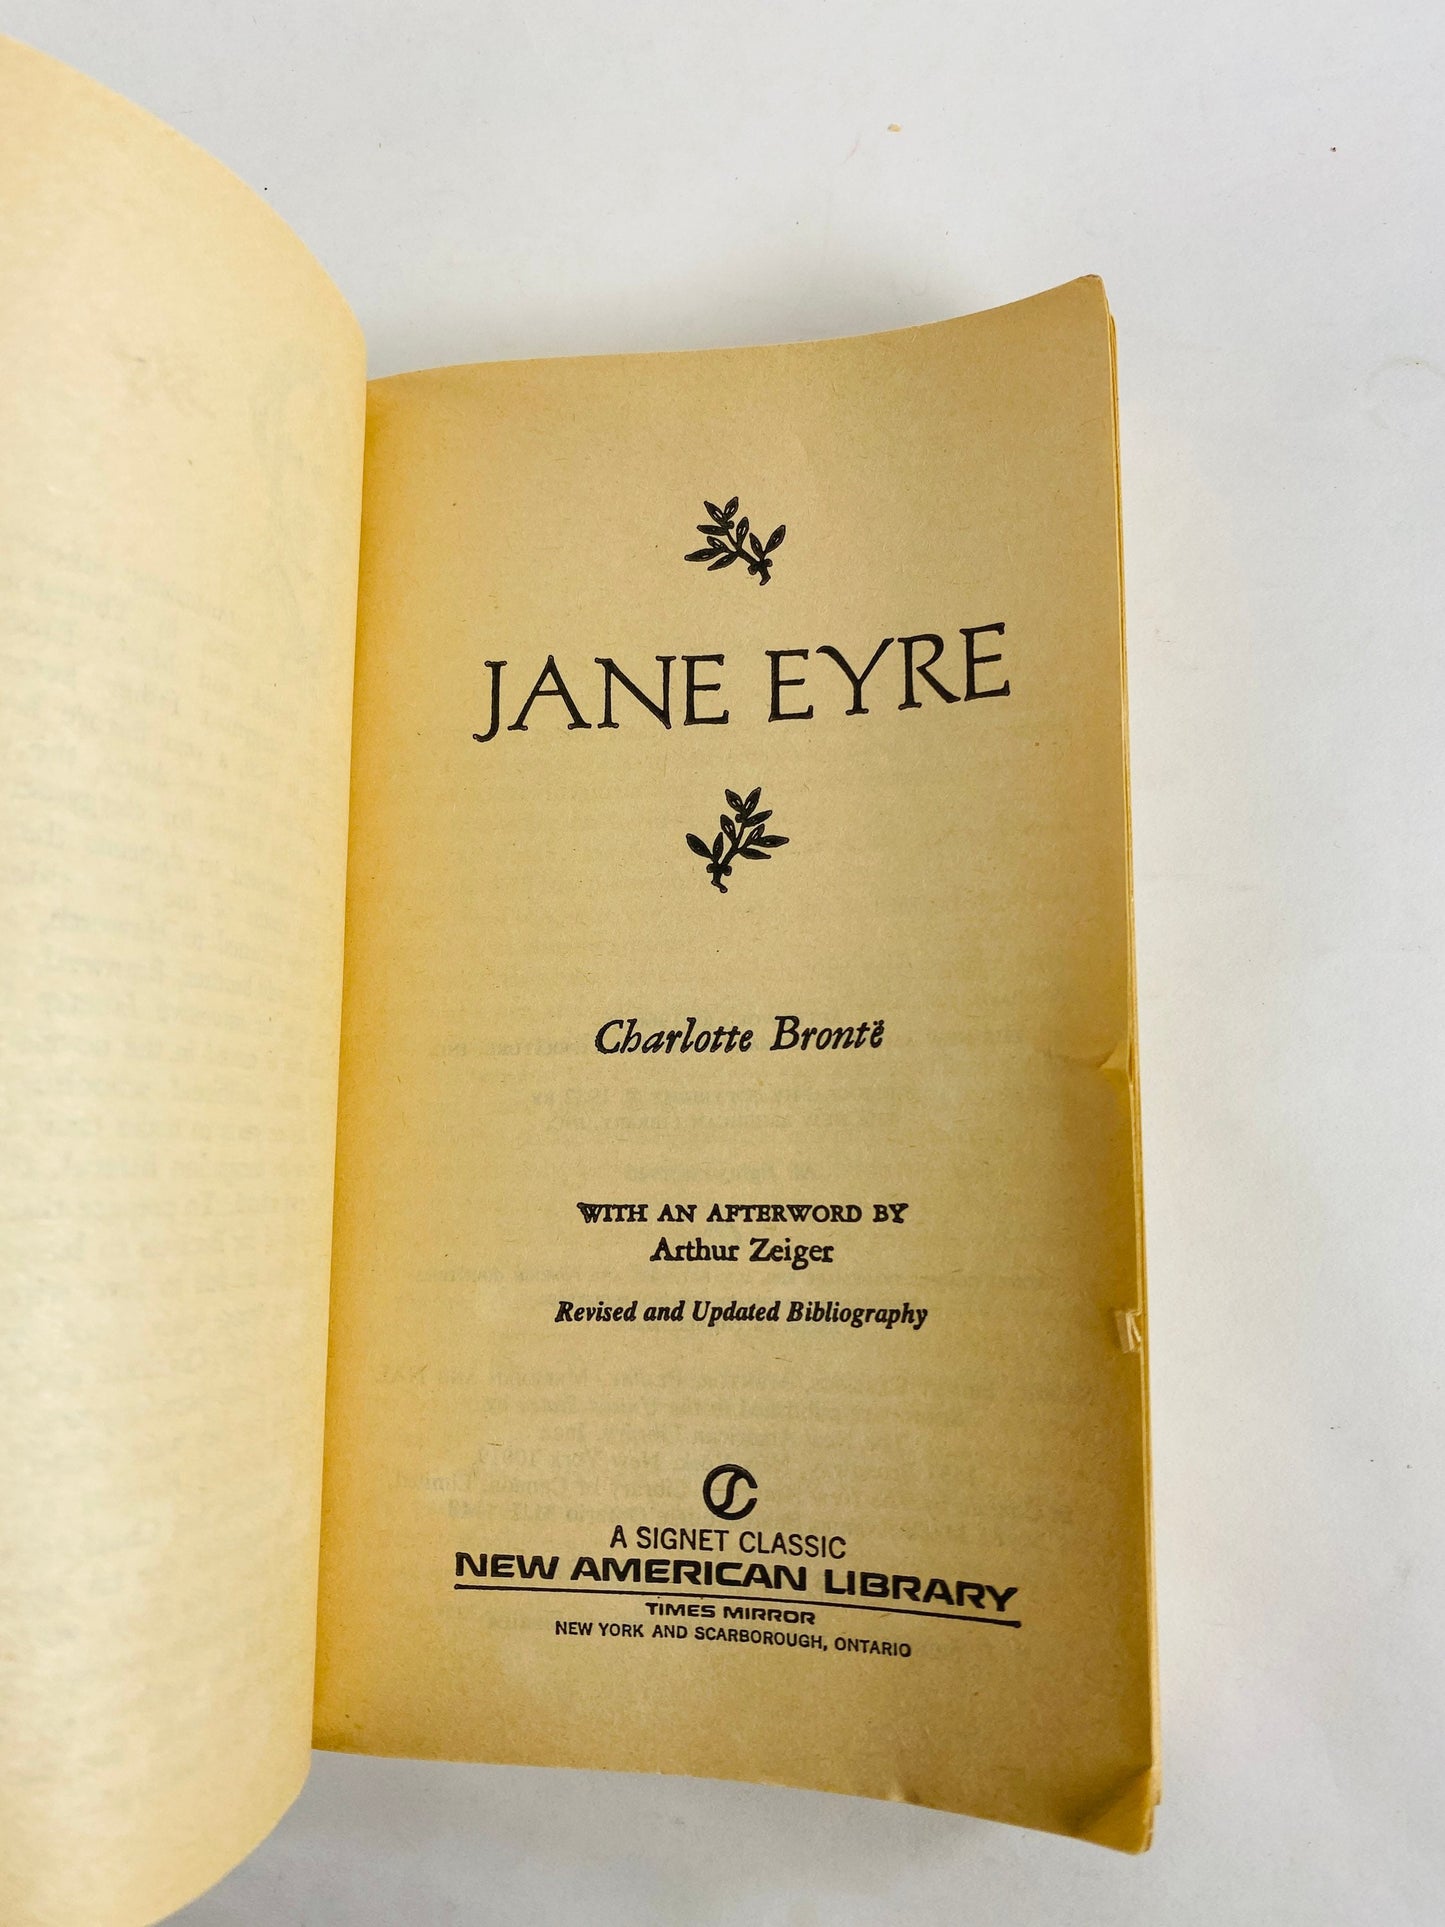 JANE EYRE
Charlotte Brontë
WITH AN AFTERWORD BY
Arthur Zeiger
Revised and Updated Bibliography
A SIGNET CLASSIC
NEW AMERICAN LIBRARY
TIMES MIRROR
NEW YORK AND SCARBOROUGH, ONTARIO